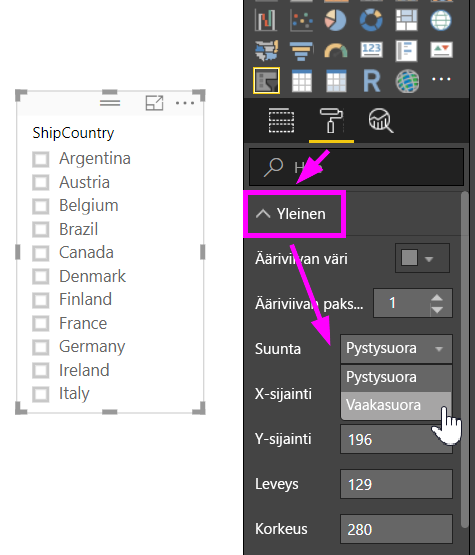 ShipCountry
Argentina
Austria
Belgium
Brazil
Canada
Denmark
Finland
France
Germany
Ireland
Italy
123
R
Yleinen
Ääriviivan väri
Ääriviivan paks... 1
Suunta Pystysuora
Pystysuora
X-sijainti
Vaakasuora
Y-sijainti 196
Leveys 129
Korkeus 280